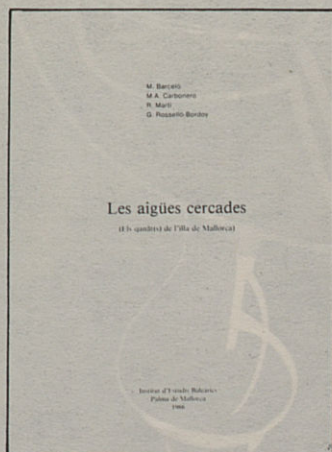 M. Barceló
M.A. Carbonero
R. Martí
G. Rosselló-Bordoy
Les aigües cercades
(Els qanāt(s) de l'illa de Mallorca)
Institut d'Estudis Baleàrics
Palma de Mallorca
1986